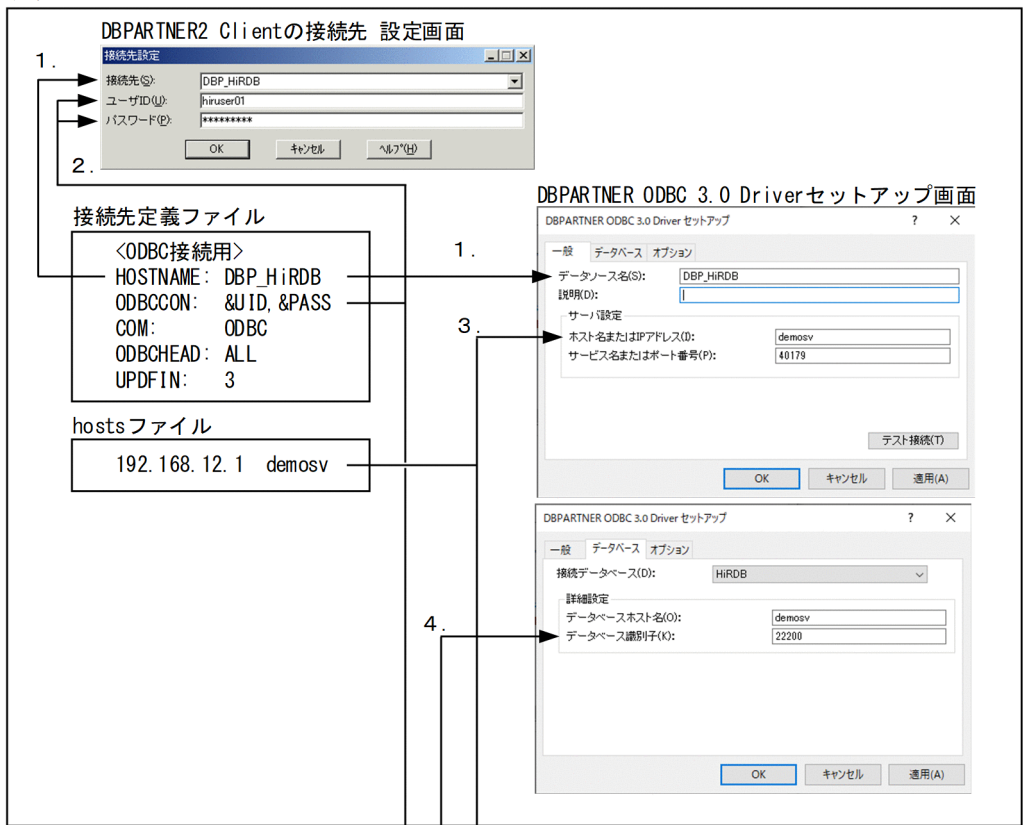 DBPARTNER2 Clientの接続先 設定画面
1.
接続先設定
接続先(S):
DBP_HiRDB
ユーザID(U):
hiruser01
パスワード(P):
*********
OK
キャンセル
ヘルプ(H)
2.
DBPARTNER ODBC 3.0 Driverセットアップ画面
接続先定義ファイル
<ODBC接続用>
HOSTNAME: DBP_HiRDB
ODBCCON: &UID,&PASS
COM: ODBC
ODBCHEAD: ALL
UPDFIN: 3
hostsファイル
192.168.12.1 demosv
DBPARTNER ODBC 3.0 Driver セットアップ
? ×
一般 データベース オプション
1.
データソース名(S):
DBP_HiRDB
説明(D):
サーバ設定
3.
ホスト名またはIPアドレス(I):
demosv
サービス名またはポート番号(P):
40179
テスト接続(T)
OK
キャンセル
適用(A)
DBPARTNER ODBC 3.0 Driver セットアップ
? ×
一般 データベース オプション
接続データベース(D):
HiRDB
詳細設定
データベースホスト名(O):
demosv
4.
データベース識別子(K):
22200
OK
キャンセル
適用(A)